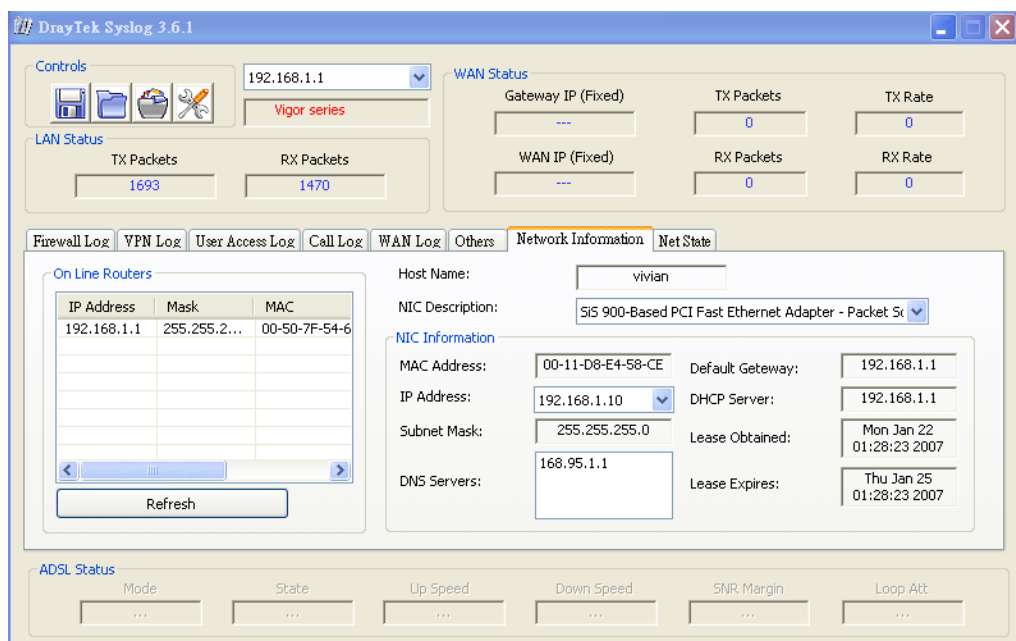 DrayTek Syslog 3.6.1
Controls
192.168.1.1
Vigor series
LAN Status
TX Packets
RX Packets
1693
1470
WAN Status
Gateway IP (Fixed)
TX Packets
TX Rate
---
0
0
WAN IP (Fixed)
RX Packets
RX Rate
---
0
0
Firewall Log
VPN Log
User Access Log
Call Log
WAN Log
Others
Network Information
Net State
On Line Routers
IP Address
Mask
MAC
192.168.1.1
255.255.2...
00-50-7F-54-6
Refresh
Host Name:
vivian
NIC Description:
SiS 900-Based PCI Fast Ethernet Adapter - Packet Sc
NIC Information
MAC Address:
00-11-D8-E4-58-CE
IP Address:
192.168.1.10
Subnet Mask:
255.255.255.0
DNS Servers:
168.95.1.1
Default Geteway:
192.168.1.1
DHCP Server:
192.168.1.1
Lease Obtained:
Mon Jan 22
01:28:23 2007
Lease Expires:
Thu Jan 25
01:28:23 2007
ADSL Status
Mode
State
Up Speed
Down Speed
SNR Margin
Loop Att
...
...
...
...
...
...